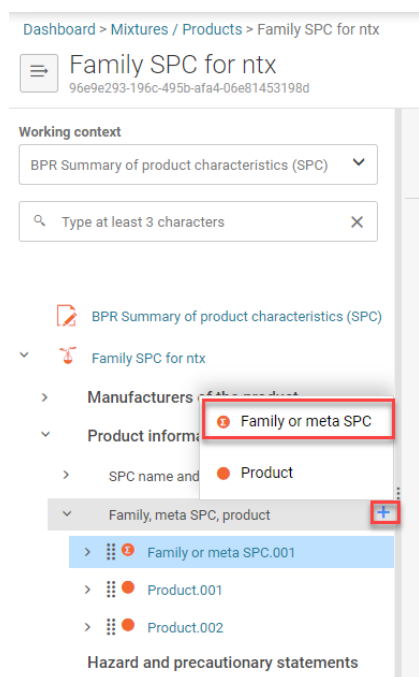 Dashboard > Mixtures / Products > Family SPC for ntx
Family SPC for ntx
96e9e293-196c-495b-afa4-06e81453198d
Working context
BPR Summary of product characteristics (SPC)
Type at least 3 characters
BPR Summary of product characteristics (SPC)
Family SPC for ntx
Manufacturers of the product
Family or meta SPC
Product informa
SPC name and
Product
Family, meta SPC, product
Family or meta SPC.001
Product.001
Product.002
Hazard and precautionary statements